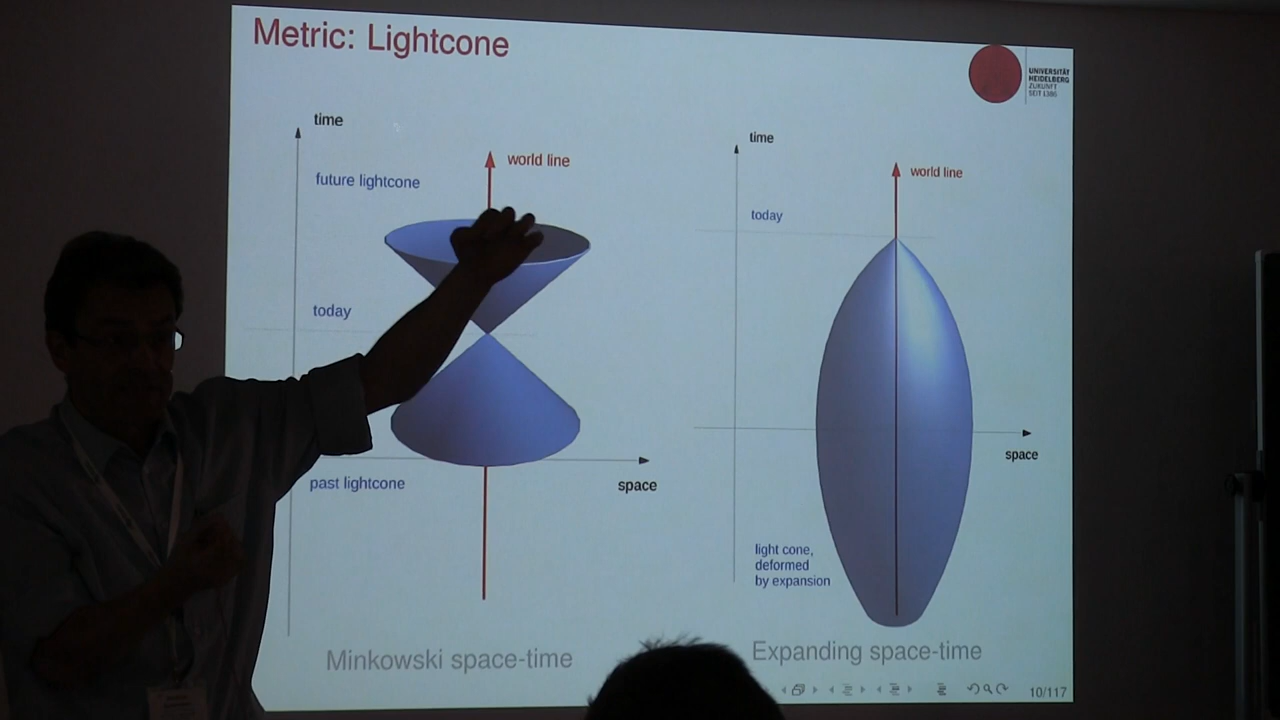 Metric: Lightcone
UNIVERSITÄT
HEIDELBERG
ZUKUNFT
SEIT 1386
time
world line
future lightcone
today
past lightcone
space
Minkowski space-time
time
world line
today
space
light cone,
deformed
by expansion
Expanding space-time
10/117